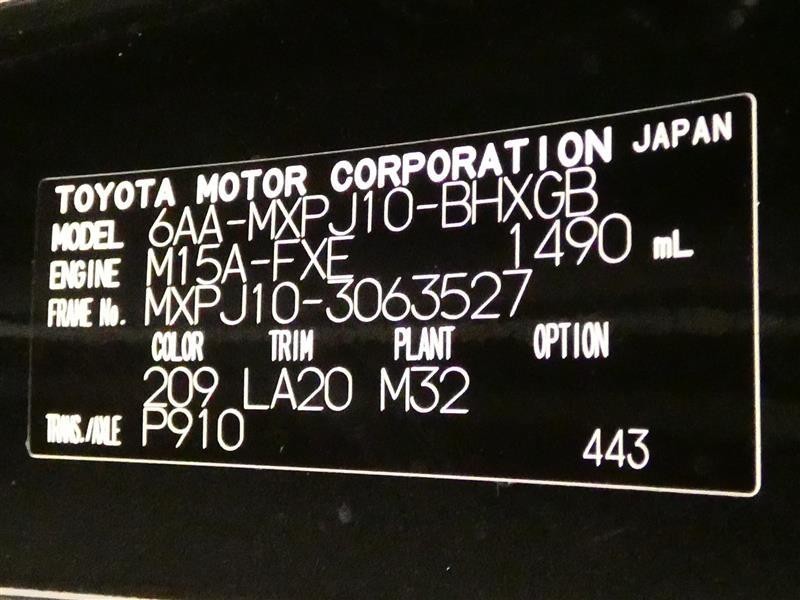 TOYOTA MOTOR CORPORATION JAPAN
MODEL 6AA-MXPJ10-BHXGB
ENGINE M15A-FXE 1490 mL
FRAME No. MXPJ10-3063527
COLOR TRIM PLANT OPTION
209 LA20 M32
TRANS./AXLE P910
443